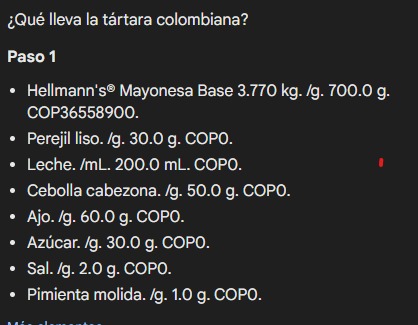 ¿Qué lleva la tártara colombiana?
Paso 1
• Hellmann's® Mayonesa Base 3.770 kg. /g. 700.0 g.
COP36558900.
• Perejil liso. /g. 30.0 g. COP0.
• Leche. /mL. 200.0 mL. COP0.
• Cebolla cabezona. /g. 50.0 g. COP0.
• Ajo. /g. 60.0 g. COP0.
• Azúcar. /g. 30.0 g. COP0.
• Sal. /g. 2.0 g. COP0.
• Pimienta molida. /g. 1.0 g. COP0.
Más elementos